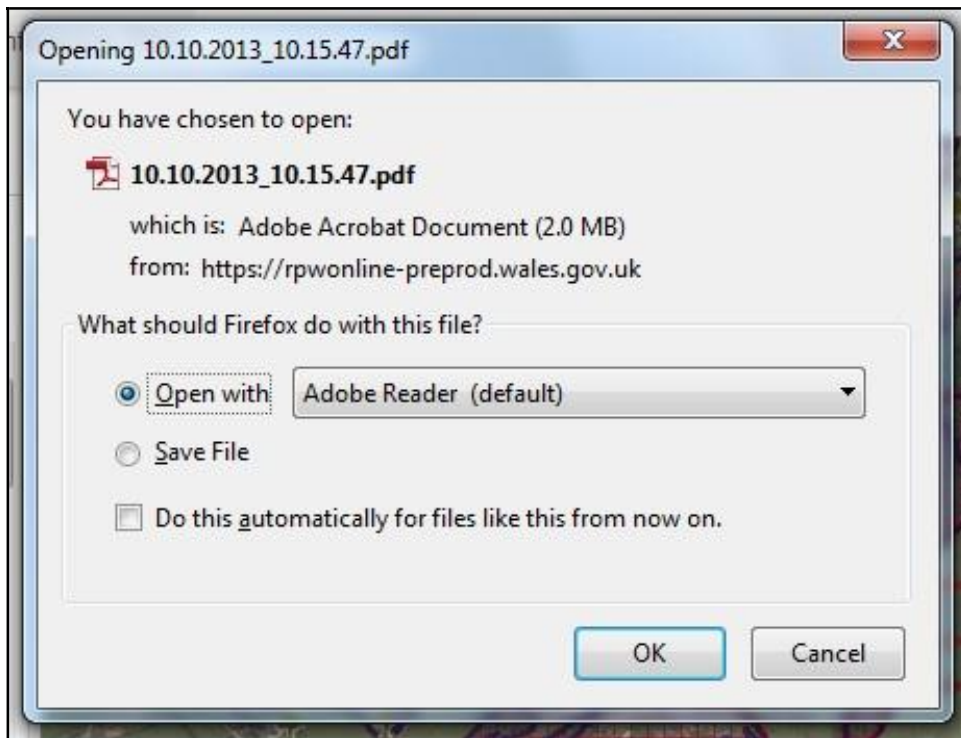 Opening 10.10.2013_10.15.47.pdf
You have chosen to open:
10.10.2013_10.15.47.pdf
which is: Adobe Acrobat Document (2.0 MB)
from: https://rpwonline-preprod.wales.gov.uk
What should Firefox do with this file?
Open with Adobe Reader (default)
Save File
Do this automatically for files like this from now on.
OK Cancel